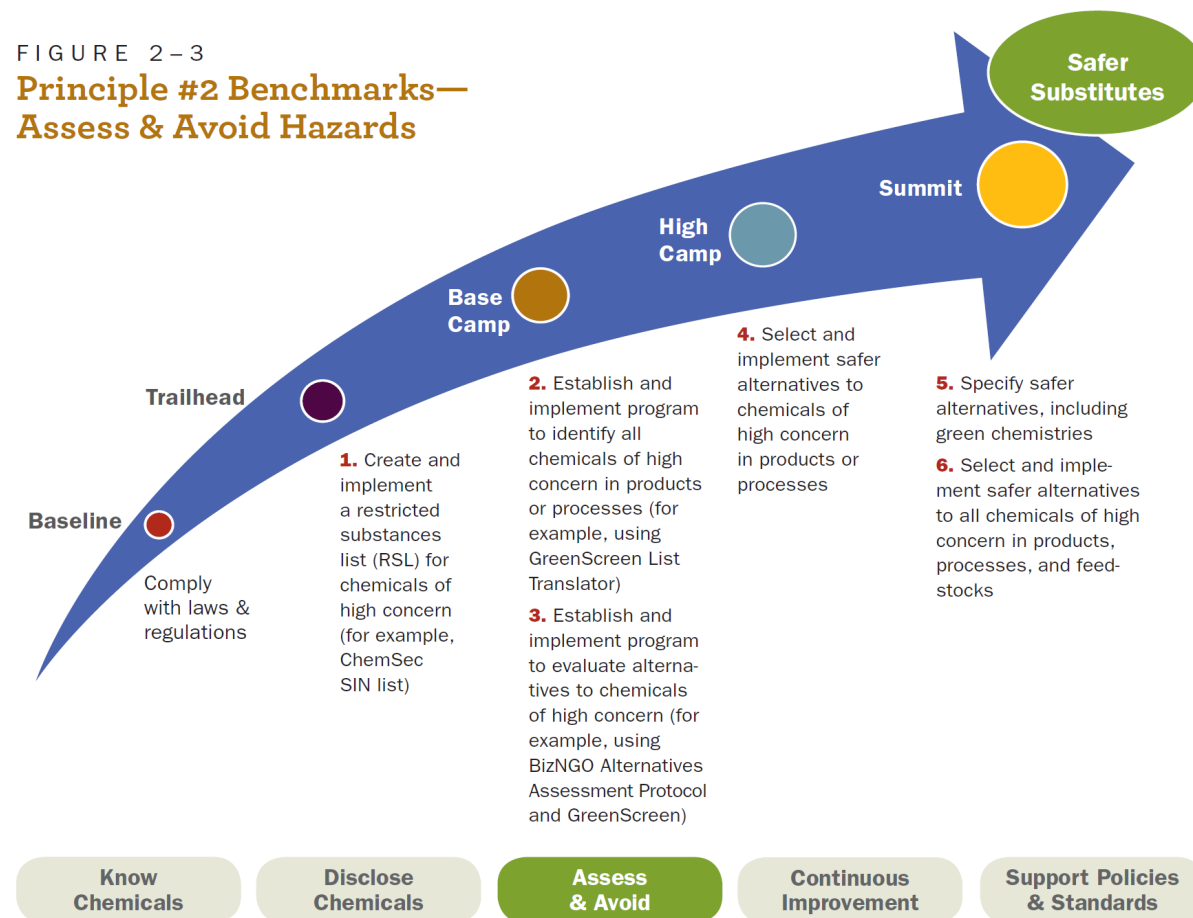 FIGURE 2–3
Principle #2 Benchmarks—
Assess & Avoid Hazards
Safer
Substitutes
Summit
High
Camp
Base
Camp
Trailhead
Baseline
Comply
with laws &
regulations
1. Create and
implement
a restricted
substances
list (RSL) for
chemicals of
high concern
(for example,
ChemSec
SIN list)
2. Establish and
implement program
to identify all
chemicals of high
concern in products
or processes (for
example, using
GreenScreen List
Translator)
3. Establish and
implement program
to evaluate alterna-
tives to chemicals
of high concern (for
example, using
BizNGO Alternatives
Assessment Protocol
and GreenScreen)
4. Select and
implement safer
alternatives to
chemicals of
high concern
in products or
processes
5. Specify safer
alternatives, including
green chemistries
6. Select and imple-
ment safer alternatives
to all chemicals of high
concern in products,
processes, and feed-
stocks
Know
Chemicals
Disclose
Chemicals
Assess
& Avoid
Continuous
Improvement
Support Policies
& Standards